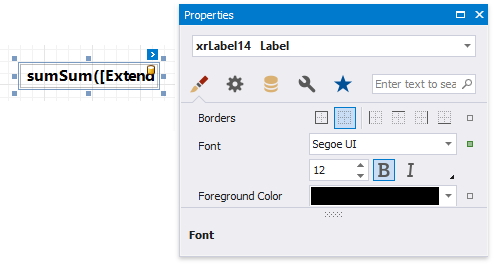 Properties
xrLabel14 Label
sumSum([Extend
Enter text to sea
Borders
Font
Segoe UI
12
B I
Foreground Color
Font